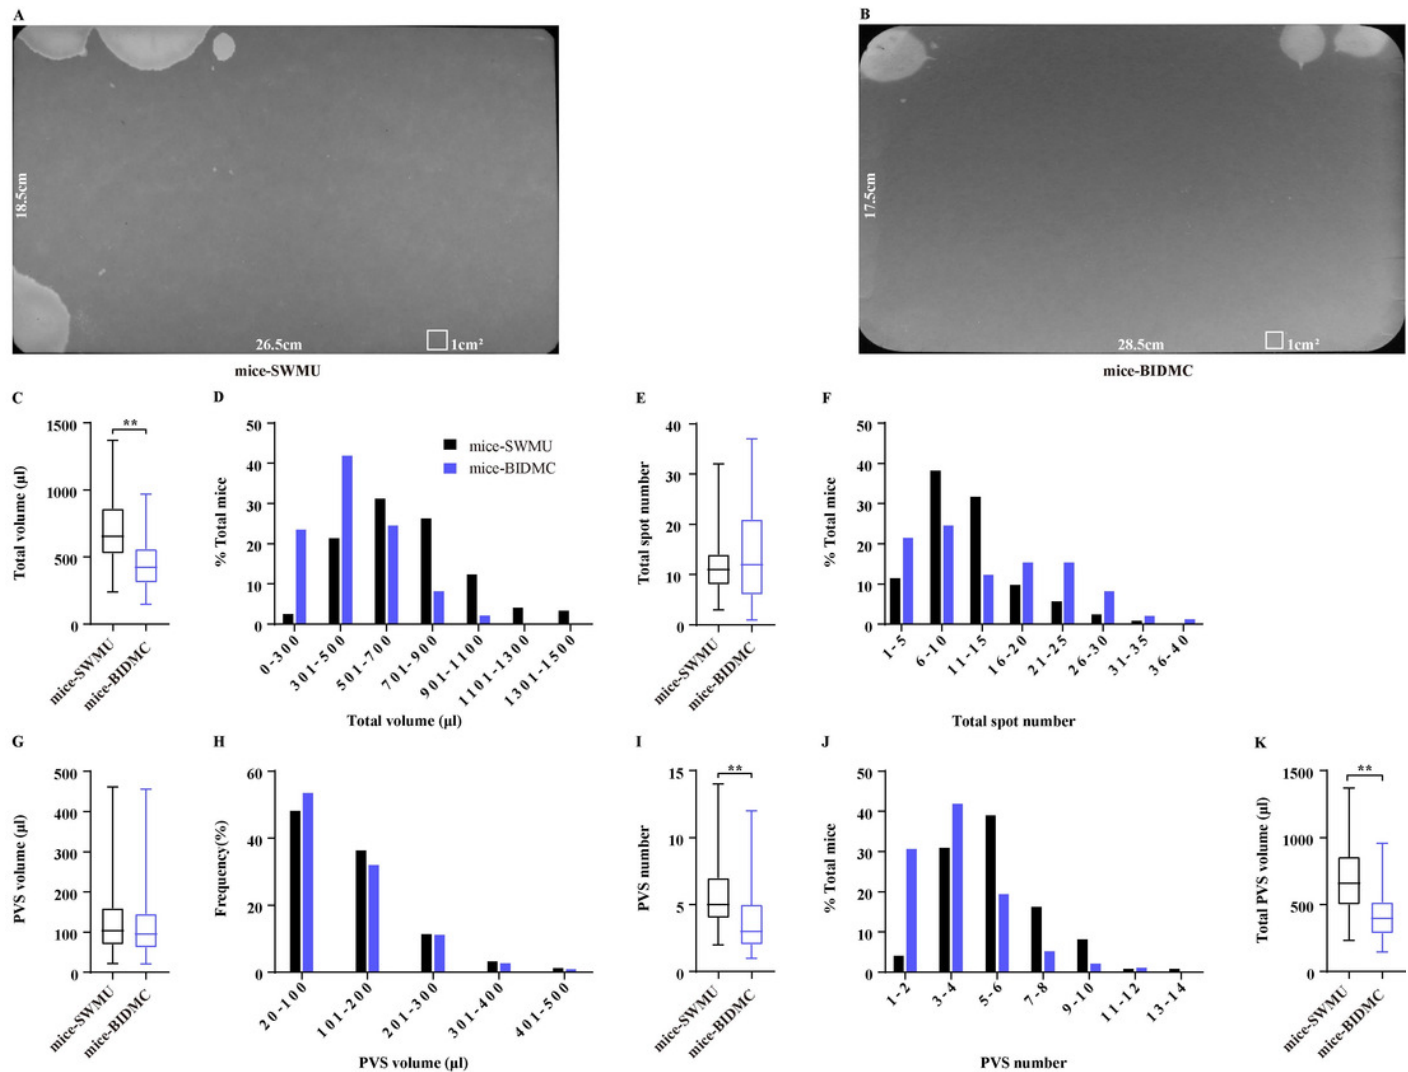 A
B
18.5cm
26.5cm
1cm²
17.5cm
28.5cm
1cm²
mice-SWMU
mice-BIDMC
C
Total volume (μl)
1500
1000
500
0
**
mice-SWMU
mice-BIDMC
D
% Total mice
50
40
30
20
10
0
mice-SWMU
mice-BIDMC
0-300
301-500
501-700
701-900
901-1100
1101-1300
1301-1500
Total volume (μl)
E
Total spot number
40
30
20
10
0
mice-SWMU
mice-BIDMC
F
% Total mice
50
40
30
20
10
0
1-5
6-10
11-15
16-20
21-25
26-30
31-35
36-40
Total spot number
G
PVS volume (μl)
500
400
300
200
100
0
mice-SWMU
mice-BIDMC
H
Frequency(%)
60
40
20
0
20-100
101-200
201-300
301-400
401-500
PVS volume (μl)
I
PVS number
15
10
5
0
**
mice-SWMU
mice-BIDMC
J
% Total mice
50
40
30
20
10
0
1-2
3-4
5-6
7-8
9-10
11-12
13-14
PVS number
K
Total PVS volume (μl)
1500
1000
500
0
**
mice-SWMU
mice-BIDMC